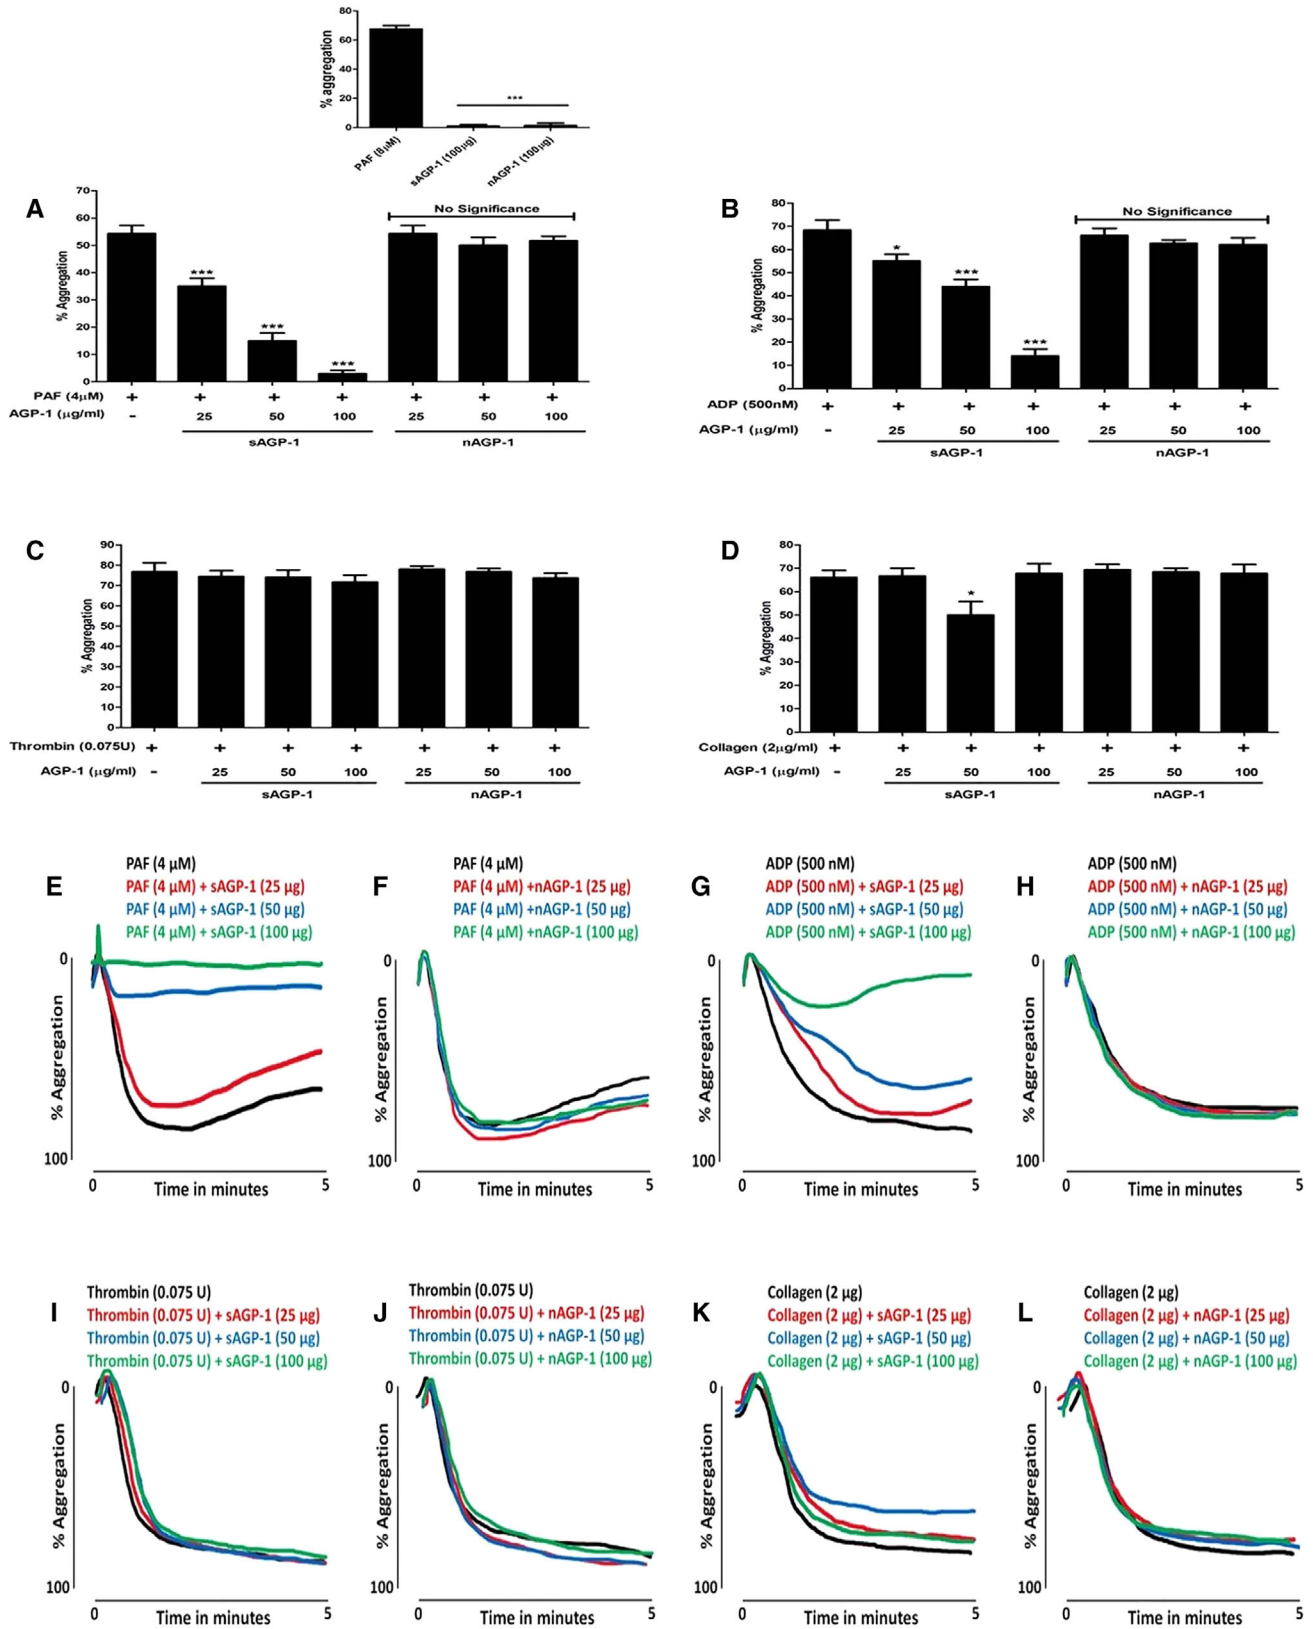 80
60
40
20
0
% aggregation
***
PAF (8μM)
sAGP-1 (100μg)
nAGP-1 (100μg)
A
70
60
50
40
30
20
10
0
% Aggregation
*** *** ***
No Significance
PAF (4μM) + + + + + + +
AGP-1 (μg/ml) - 25 50 100 25 50 100
sAGP-1 nAGP-1
B
80
70
60
50
40
30
20
10
0
% Aggregation
* *** ***
No Significance
ADP (500nM) + + + + + + +
AGP-1 (μg/ml) - 25 50 100 25 50 100
sAGP-1 nAGP-1
C
90
80
70
60
50
40
30
20
10
0
% Aggregation
Thrombin (0.075U) + + + + + + +
AGP-1 (μg/ml) - 25 50 100 25 50 100
sAGP-1 nAGP-1
D
80
70
60
50
40
30
20
10
0
% Aggregation
*
Collagen (2μg/ml) + + + + + + +
AGP-1 (μg/ml) - 25 50 100 25 50 100
sAGP-1 nAGP-1
E
PAF (4 μM)
PAF (4 μM) + sAGP-1 (25 μg)
PAF (4 μM) + sAGP-1 (50 μg)
PAF (4 μM) + sAGP-1 (100 μg)
0
% Aggregation
100
0 Time in minutes 5
F
PAF (4 μM)
PAF (4 μM) +nAGP-1 (25 μg)
PAF (4 μM) +nAGP-1 (50 μg)
PAF (4 μM) +nAGP-1 (100 μg)
0
% Aggregation
100
0 Time in minutes 5
G
ADP (500 nM)
ADP (500 nM) + sAGP-1 (25 μg)
ADP (500 nM) + sAGP-1 (50 μg)
ADP (500 nM) + sAGP-1 (100 μg)
0
% Aggregation
100
0 Time in minutes 5
H
ADP (500 nM)
ADP (500 nM) + nAGP-1 (25 μg)
ADP (500 nM) + nAGP-1 (50 μg)
ADP (500 nM) + nAGP-1 (100 μg)
0
% Aggregation
100
0 Time in minutes 5
I
Thrombin (0.075 U)
Thrombin (0.075 U) + sAGP-1 (25 μg)
Thrombin (0.075 U) + sAGP-1 (50 μg)
Thrombin (0.075 U) + sAGP-1 (100 μg)
0
% Aggregation
100
0 Time in minutes 5
J
Thrombin (0.075 U)
Thrombin (0.075 U) + nAGP-1 (25 μg)
Thrombin (0.075 U) + nAGP-1 (50 μg)
Thrombin (0.075 U) + nAGP-1 (100 μg)
0
% Aggregation
100
0 Time in minutes 5
K
Collagen (2 μg)
Collagen (2 μg) + sAGP-1 (25 μg)
Collagen (2 μg) + sAGP-1 (50 μg)
Collagen (2 μg) + sAGP-1 (100 μg)
0
% Aggregation
100
0 Time in minutes 5
L
Collagen (2 μg)
Collagen (2 μg) + nAGP-1 (25 μg)
Collagen (2 μg) + nAGP-1 (50 μg)
Collagen (2 μg) + nAGP-1 (100 μg)
0
% Aggregation
100
0 Time in minutes 5